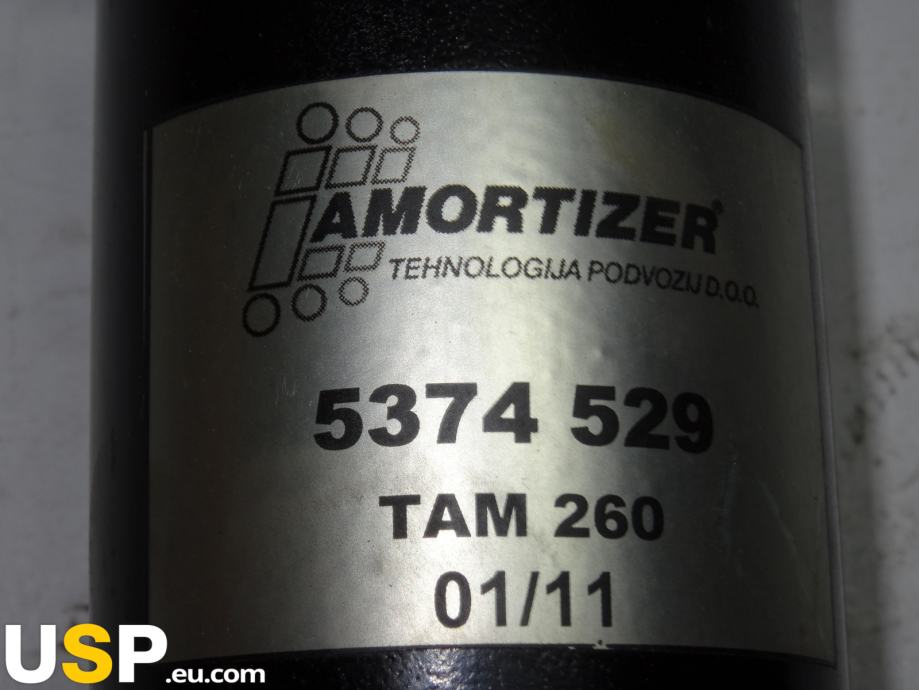 AMORTIZER®
TEHNOLOGIJA PODVOZIJ D.O.O.
5374 529
TAM 260
01/11
USP.eu.com